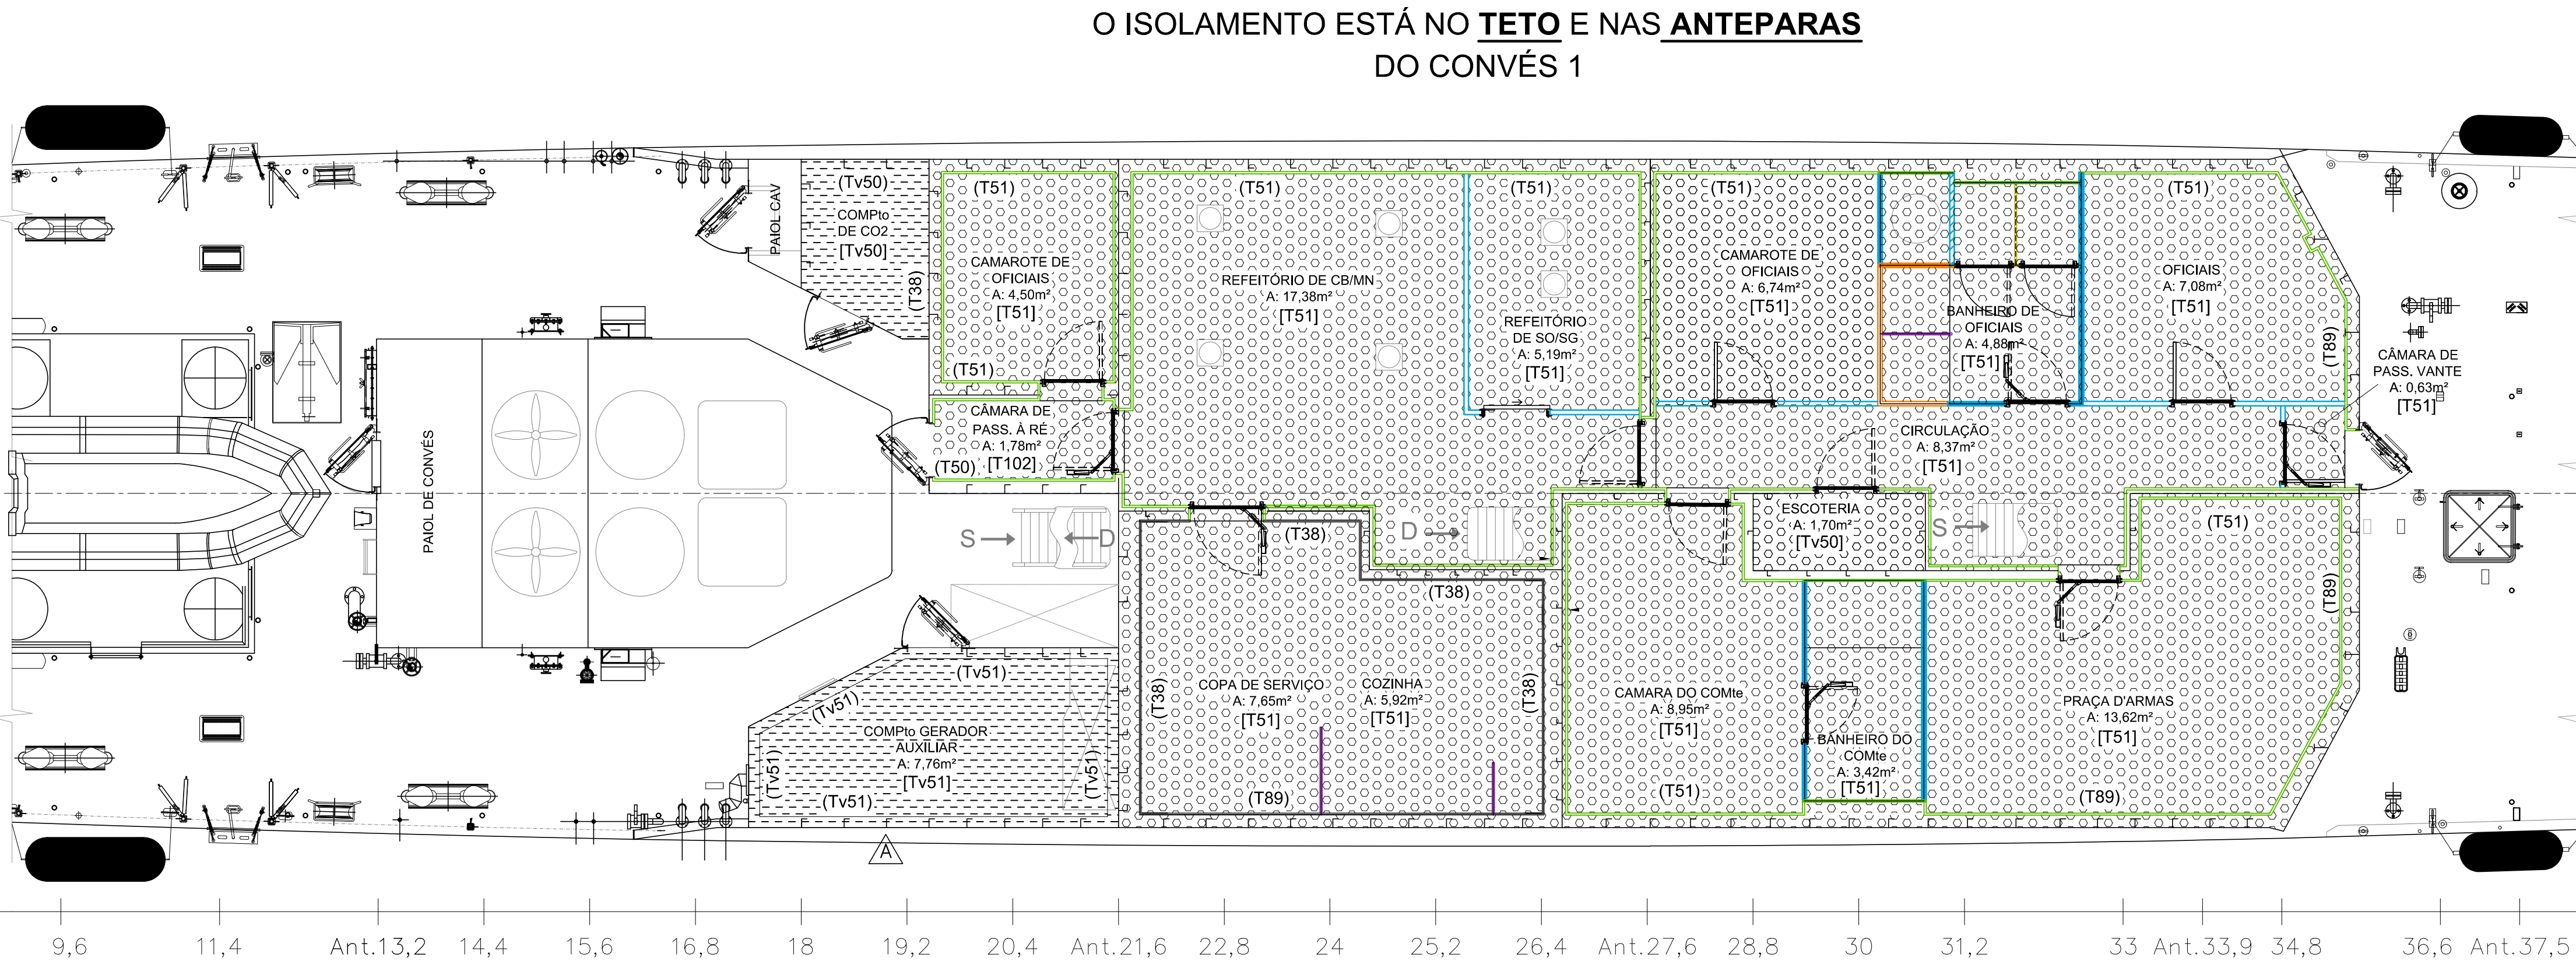 O ISOLAMENTO ESTÁ NO TETO E NAS ANTEPARAS
DO CONVÉS 1
PAIOL DE CONVÉS
PAIOL CAV
(Tv50)
COMPto
DE CO2
[Tv50]
(T38)
(T51)
CAMAROTE DE
OFICIAIS
A: 4,50m²
[T51]
(T51)
CÂMARA DE
PASS. À RÉ
A: 1,78m²
(T50) [T102]
(T51)
REFEITÓRIO DE CB/MN
A: 17,38m²
[T51]
(T51)
REFEITÓRIO
DE SO/SG
A: 5,19m²
[T51]
(T51)
CAMAROTE DE
OFICIAIS
A: 6,74m²
[T51]
BANHEIRO DE
OFICIAIS
A: 4,88m²
[T51]
(T51)
OFICIAIS
A: 7,08m²
[T51]
(T89)
CÂMARA DE
PASS. VANTE
A: 0,63m²
[T51]
CIRCULAÇÃO
A: 8,37m²
[T51]
S
D
(T38)
D
ESCOTERIA
A: 1,70m²
[Tv50]
S
(T51)
(T89)
(T38)
(Tv51)
(Tv51)
COMPto GERADOR
AUXILIAR
A: 7,76m²
[Tv51]
(Tv51)
(Tv51)
(Tv51)
(T38)
COPA DE SERVIÇO
A: 7,65m²
[T51]
COZINHA
A: 5,92m²
[T51]
(T38)
(T89)
CAMARA DO COMte
A: 8,95m²
[T51]
(T51)
BANHEIRO DO
COMte
A: 3,42m²
[T51]
PRAÇA D'ARMAS
A: 13,62m²
[T51]
(T89)
A
9,6 11,4 Ant.13,2 14,4 15,6 16,8 18 19,2 20,4 Ant.21,6 22,8 24 25,2 26,4 Ant.27,6 28,8 30 31,2 33 Ant.33,9 34,8 36,6 Ant.37,5